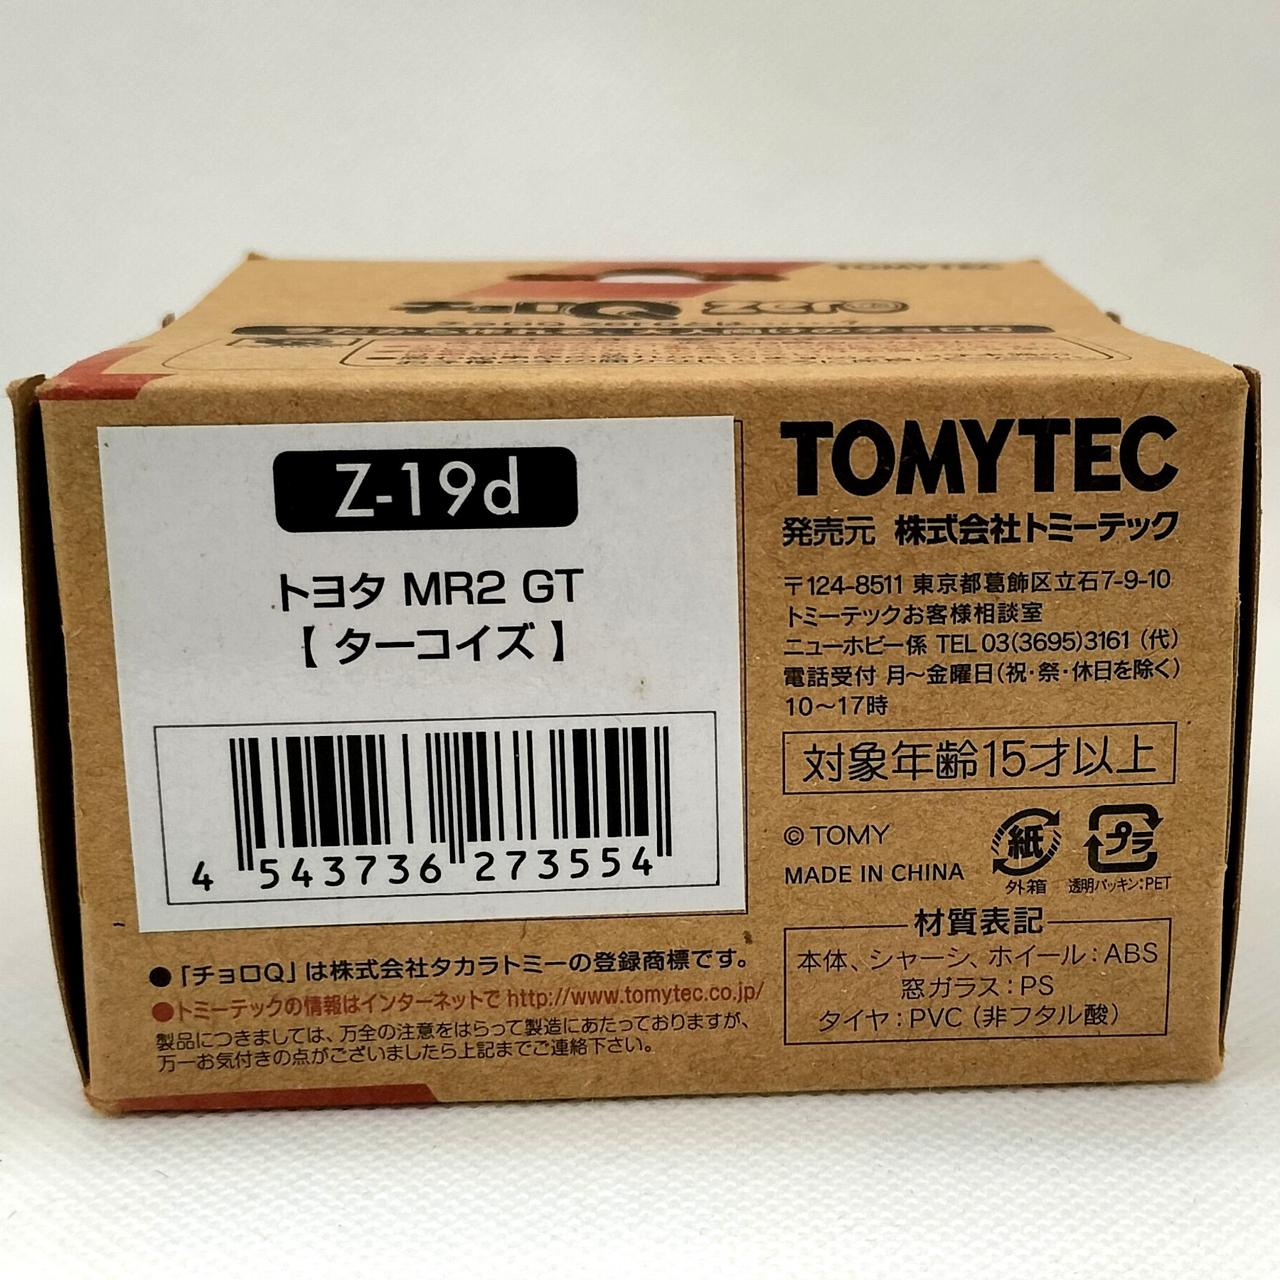 TOMYTEC
チョロQ zero
Z-19d
トヨタ MR2 GT
【 ターコイズ 】
4 543736 273554
●「チョロQ」は株式会社タカラトミーの登録商標です。
●トミーテックの情報はインターネットで http://www.tomytec.co.jp/
製品につきましては、万全の注意をはらって製造にあたっておりますが、
万一お気付きの点がございましたら上記までご連絡下さい。
TOMYTEC
発売元 株式会社トミーテック
〒124-8511 東京都葛飾区立石7-9-10
トミーテックお客様相談室
ニューホビー係 TEL 03(3695)3161 (代)
電話受付 月～金曜日(祝・祭・休日を除く)
10～17時
対象年齢15才以上
© TOMY
MADE IN CHINA
紙
外箱
プラ
透明パッキン:PET
材質表記
本体、シャーシ、ホイール:ABS
窓ガラス:PS
タイヤ:PVC (非フタル酸)